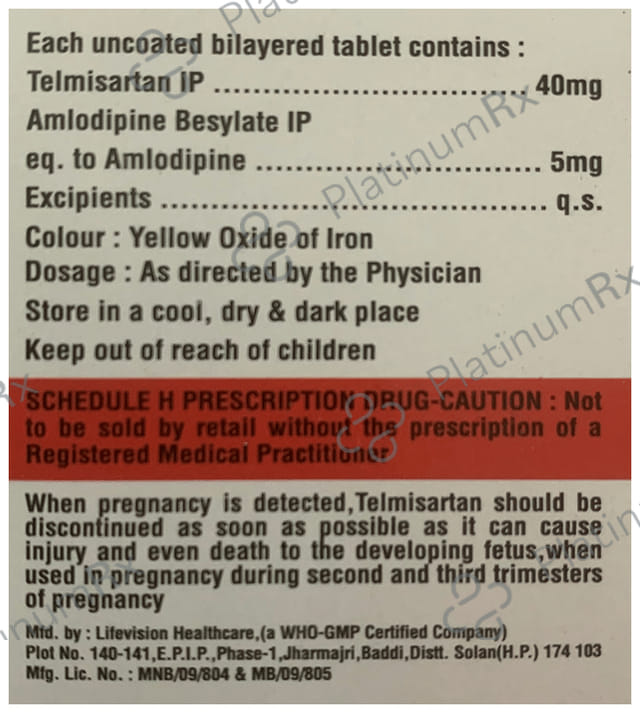 Each uncoated bilayered tablet contains :
Telmisartan IP ................................. 40mg
Amlodipine Besylate IP
eq. to Amlodipine .............................. 5mg
Excipients ........................................ q.s.
Colour : Yellow Oxide of Iron
Dosage : As directed by the Physician
Store in a cool, dry & dark place
Keep out of reach of children
SCHEDULE H PRESCRIPTION DRUG-CAUTION : Not
to be sold by retail without the prescription of a
Registered Medical Practitioner
When pregnancy is detected,Telmisartan should be
discontinued as soon as possible as it can cause
injury and even death to the developing fetus,when
used in pregnancy during second and third trimesters
of pregnancy
Mfd. by : Lifevision Healthcare,(a WHO-GMP Certified Company)
Plot No. 140-141,E.P.I.P.,Phase-1,Jharmajri,Baddi,Distt. Solan(H.P.) 174 103
Mfg. Lic. No. : MNB/09/804 & MB/09/805
PlatinumRx
PlatinumRx
PlatinumRx